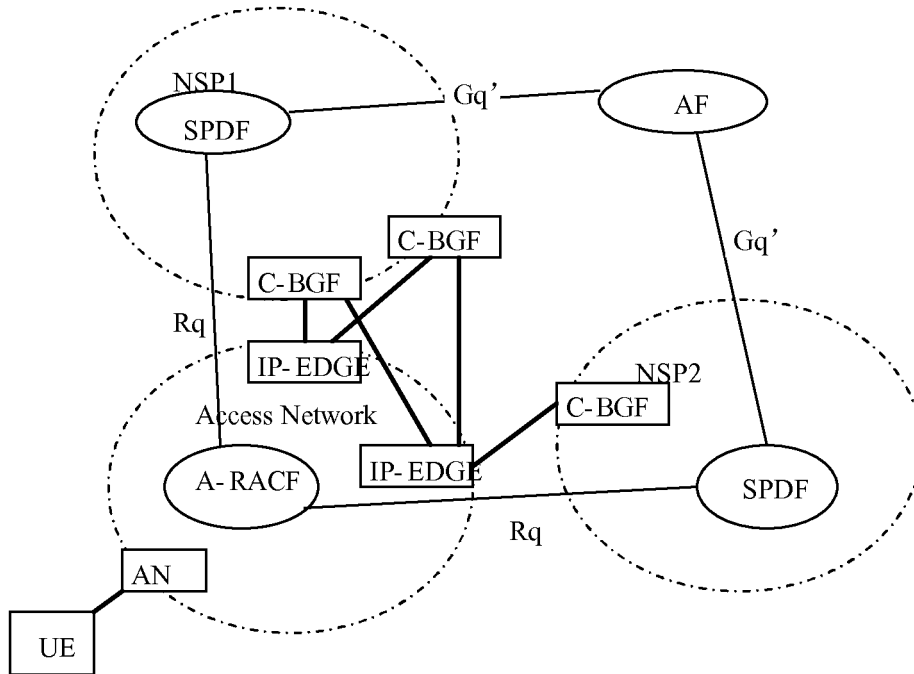 NSP1
SPDF
Gq’
AF
C-BGF
Gq’
C-BGF
Rq
IP-EDGE
NSP2
C-BGF
Access Network
IP-EDGE
A-RACF
SPDF
Rq
AN
UE